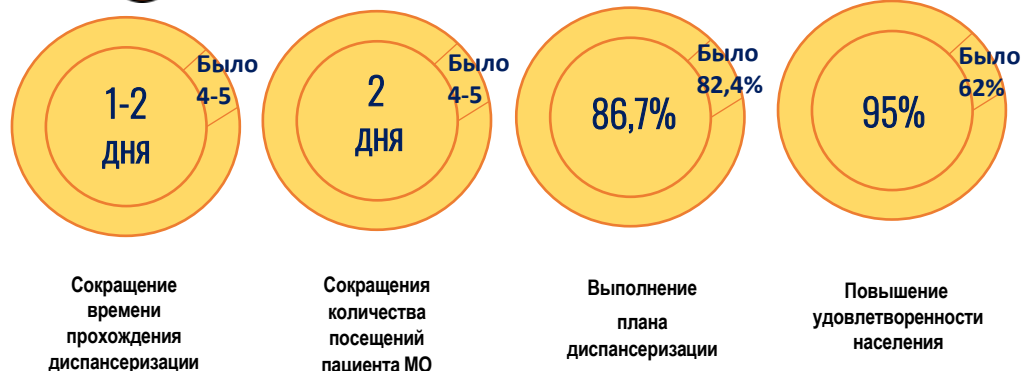 1-2
ДНЯ
Было
4-5
2
ДНЯ
Было
4-5
86,7%
Было
82,4%
95%
Было
62%
Сокращение
времени
прохождения
диспансеризации
Сокращения
количества
посещений
пациента МО
Выполнение
плана
диспансеризации
Повышение
удовлетворенности
населения